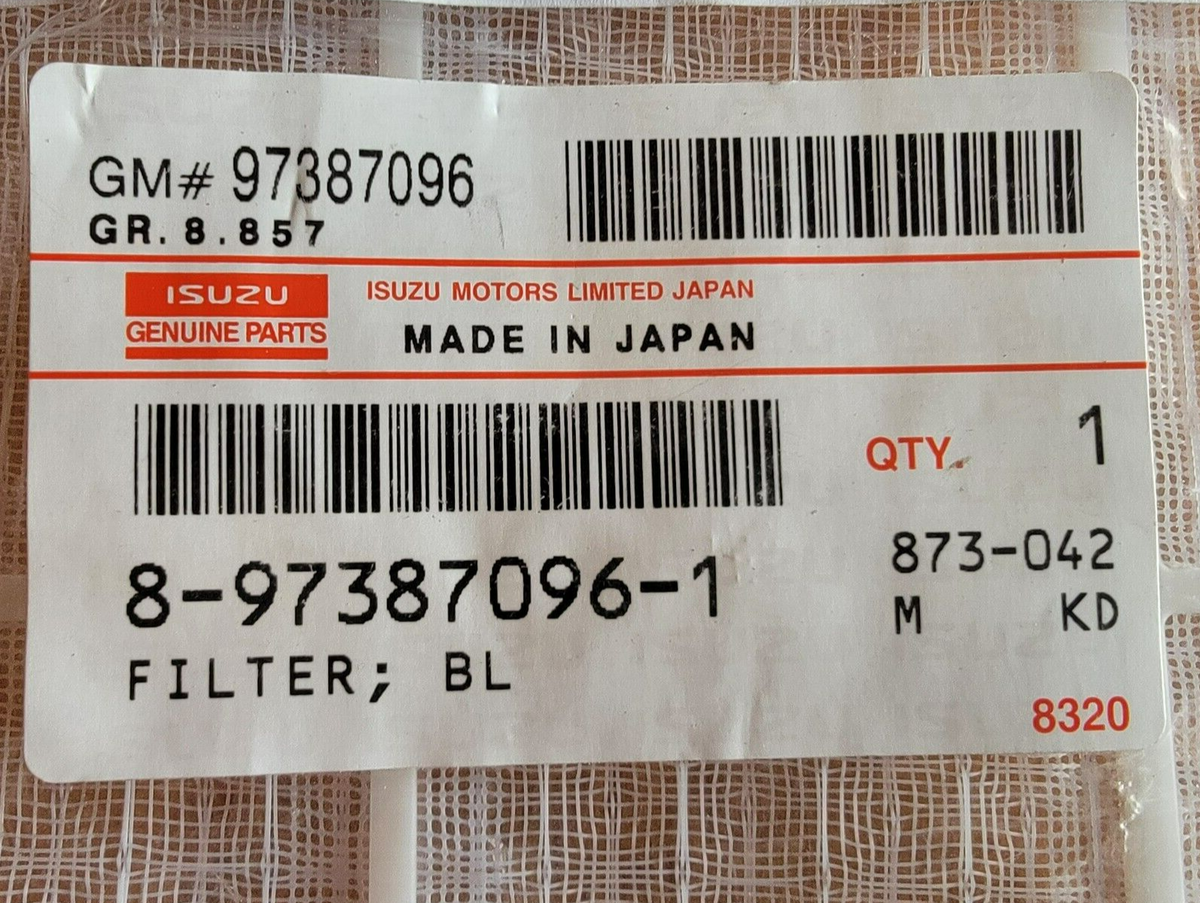 GM# 97387096
GR. 8.857
ISUZU
GENUINE PARTS
ISUZU MOTORS LIMITED JAPAN
MADE IN JAPAN
QTY. 1
8-97387096-1
FILTER; BL
873-042
M KD
8320